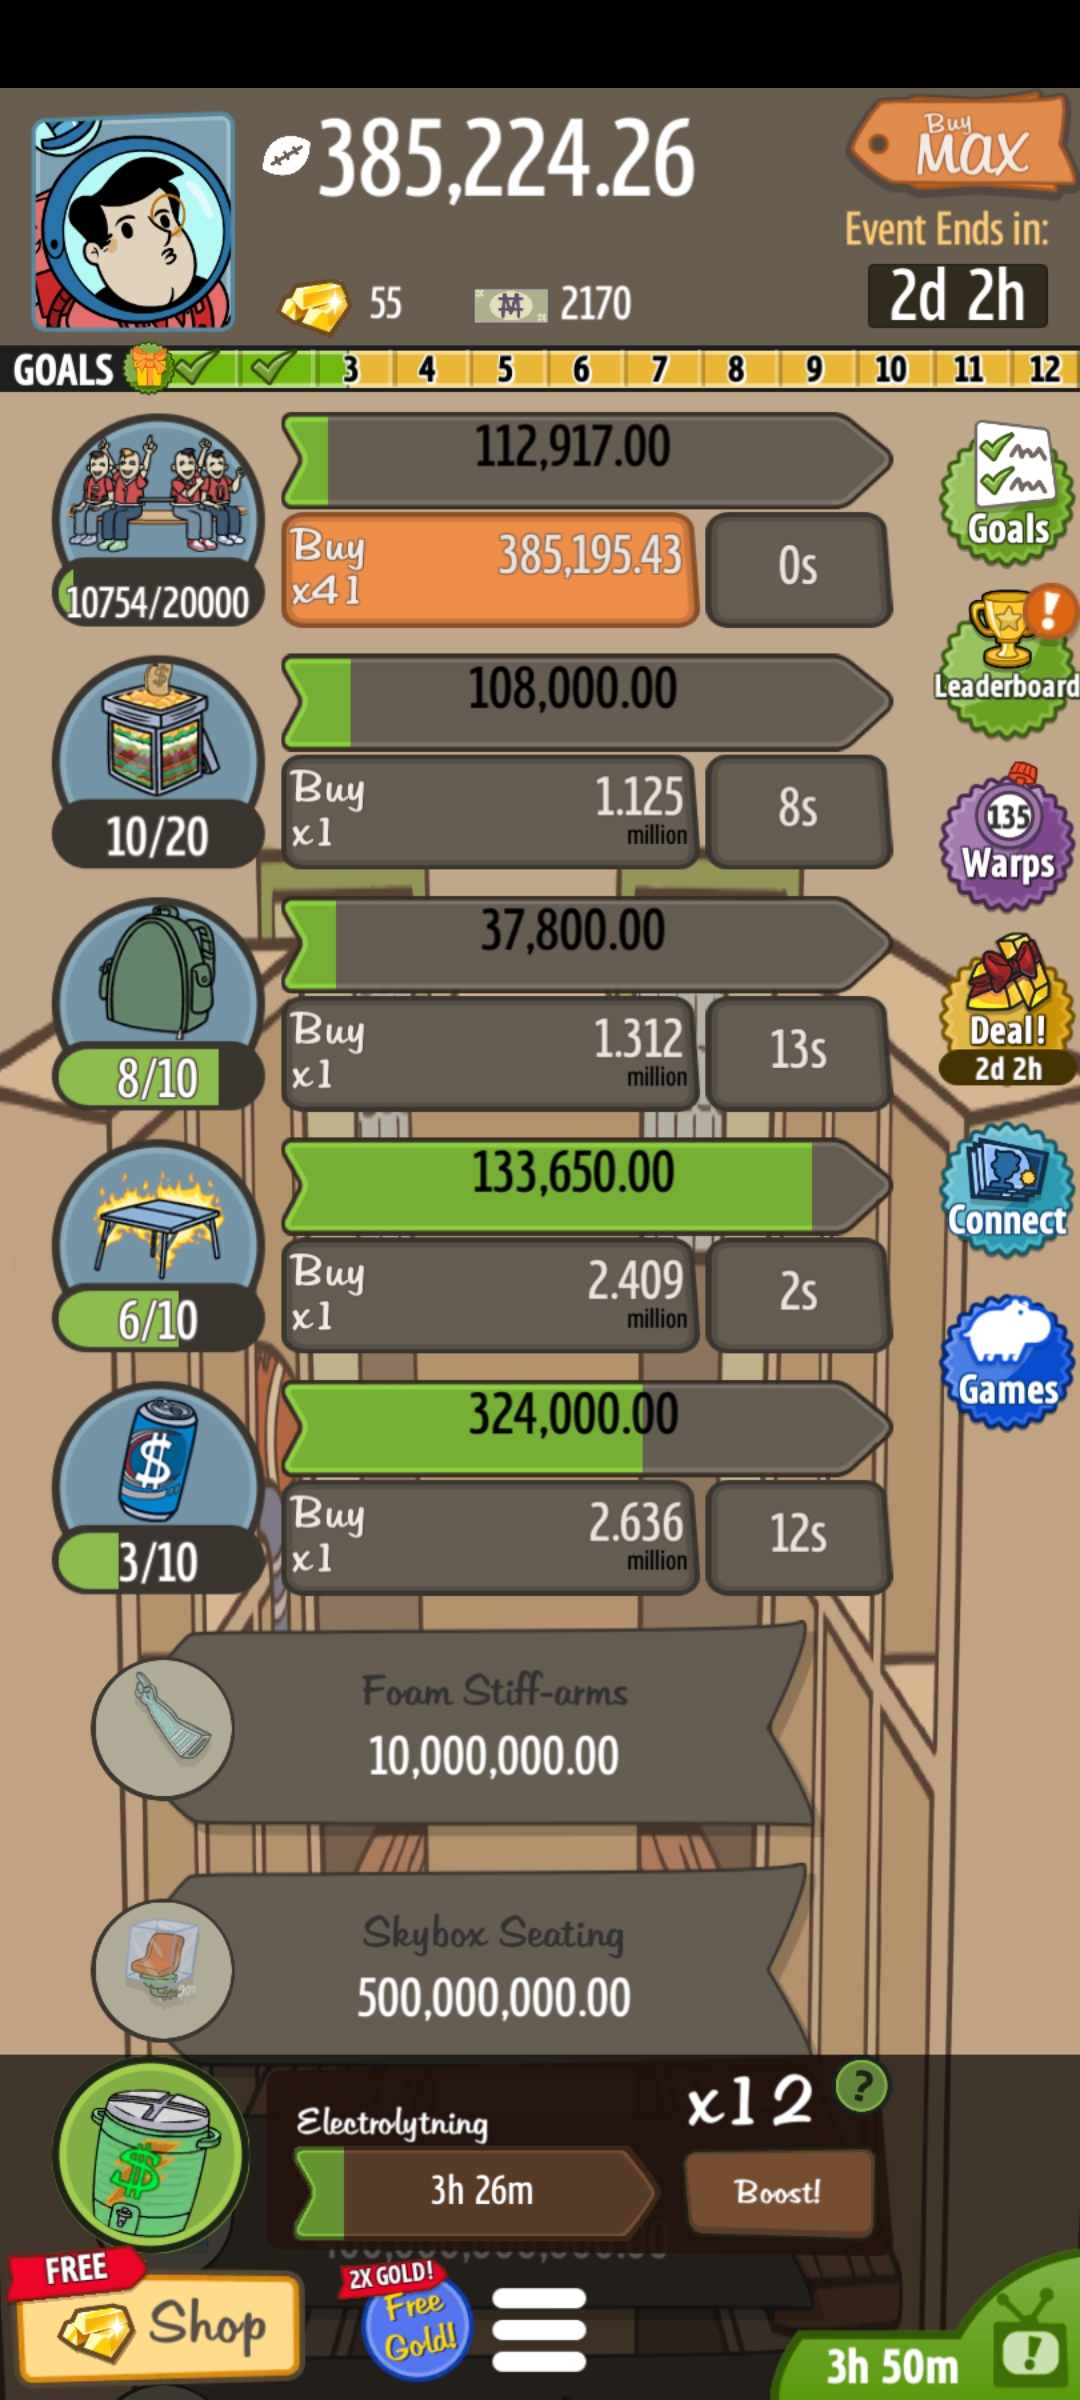 385,224.26
Buy
MAX
Event Ends in:
2d 2h
55
2170
GOALS
3 4 5 6 7 8 9 10 11 12
112,917.00
Buy
x41
385,195.43
0s
10754/20000
Goals
108,000.00
Buy
x1
1.125
million
8s
10/20
!
Leaderboard
37,800.00
Buy
x1
1.312
million
13s
8/10
135
Warps
133,650.00
Buy
x1
2.409
million
2s
6/10
Deal!
2d 2h
324,000.00
Buy
x1
2.636
million
12s
3/10
Connect
Games
Foam Stiff-arms
10,000,000.00
Skybox Seating
500,000,000.00
Electrolytning
x12
?
3h 26m
Boost!
FREE
Shop
2X GOLD!
Free
Gold!
3h 50m
!